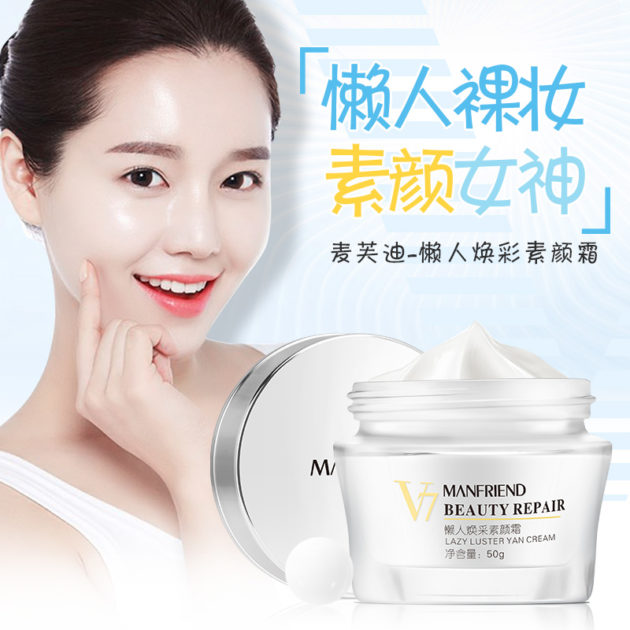 「懒人裸妆
素颜女神」
麦芙迪-懒人焕彩素颜霜
MA
V7 MANFRIEND
BEAUTY REPAIR
懒人焕采素颜霜
LAZY LUSTER YAN CREAM
净含量：50g